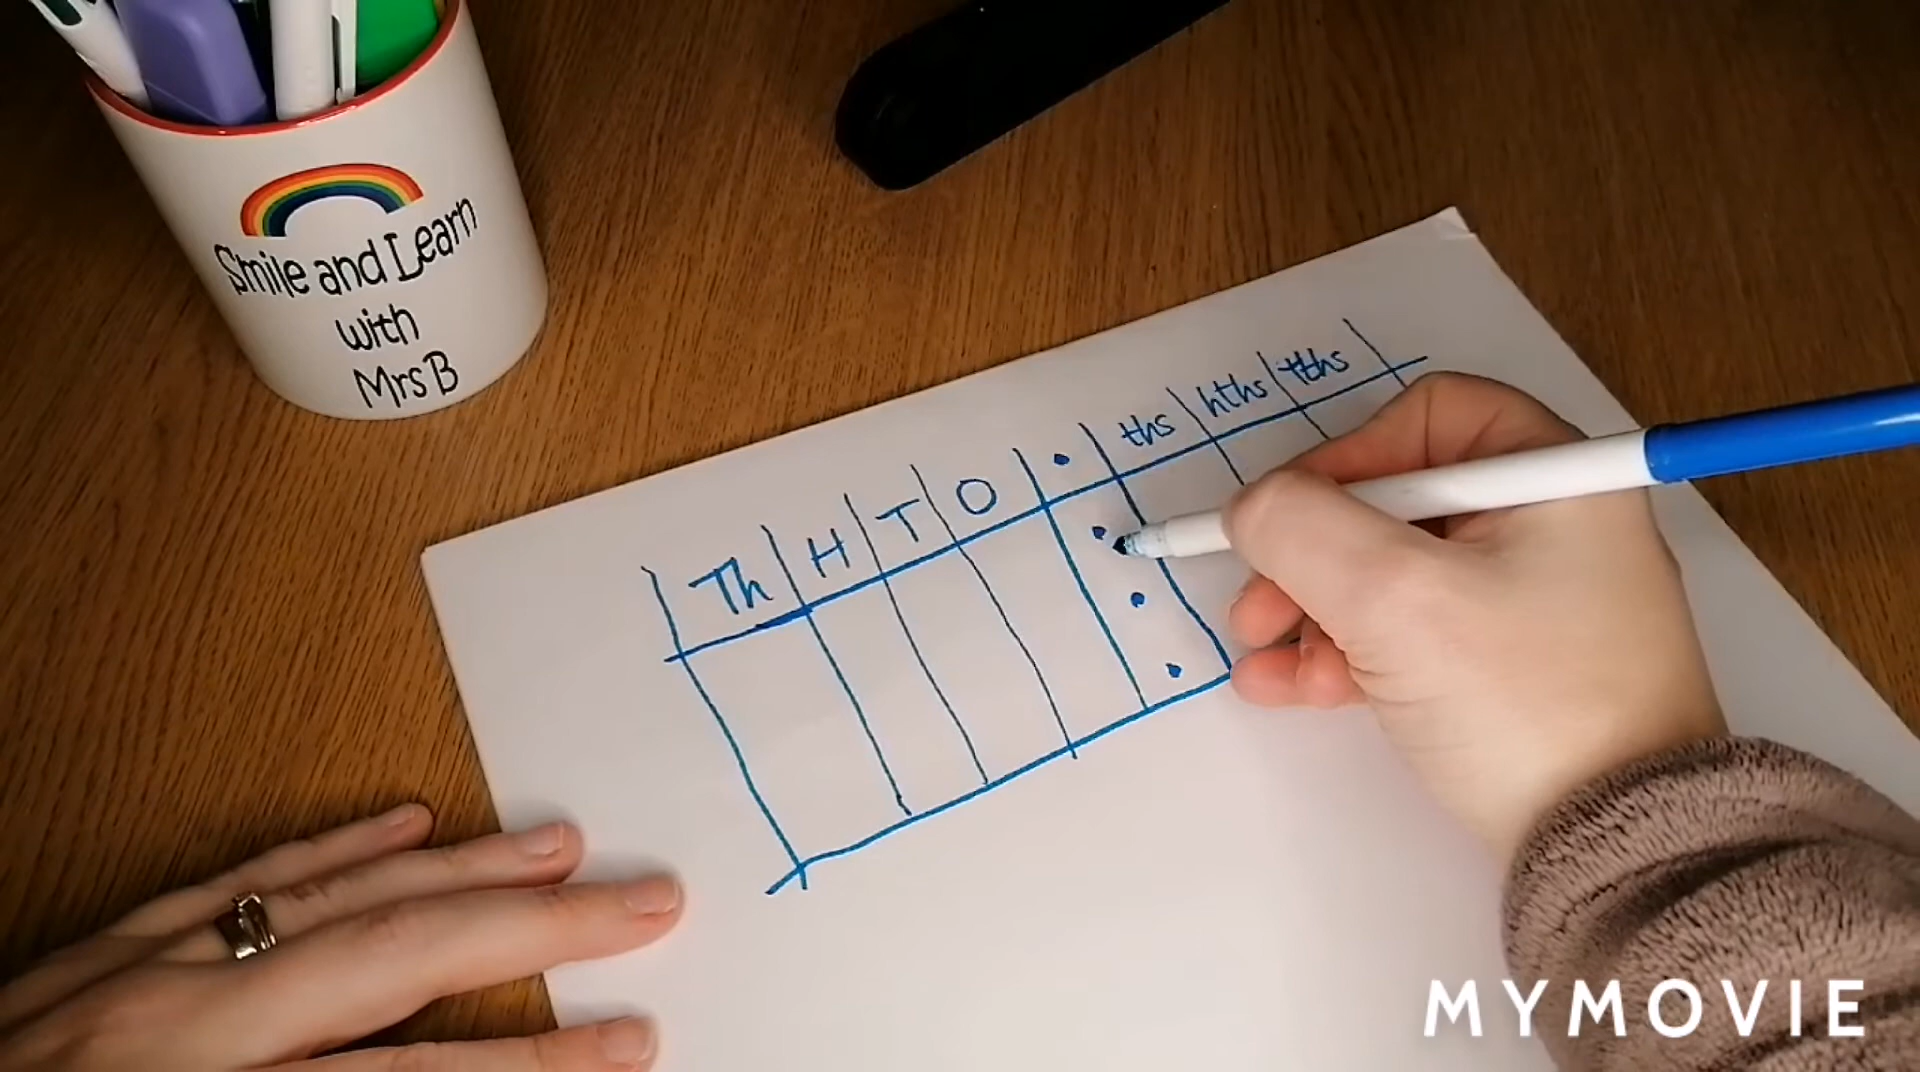 Smile and Learn
with
Mrs B
Th H T O . ths hths tths
.
.
.
MYMOVIE